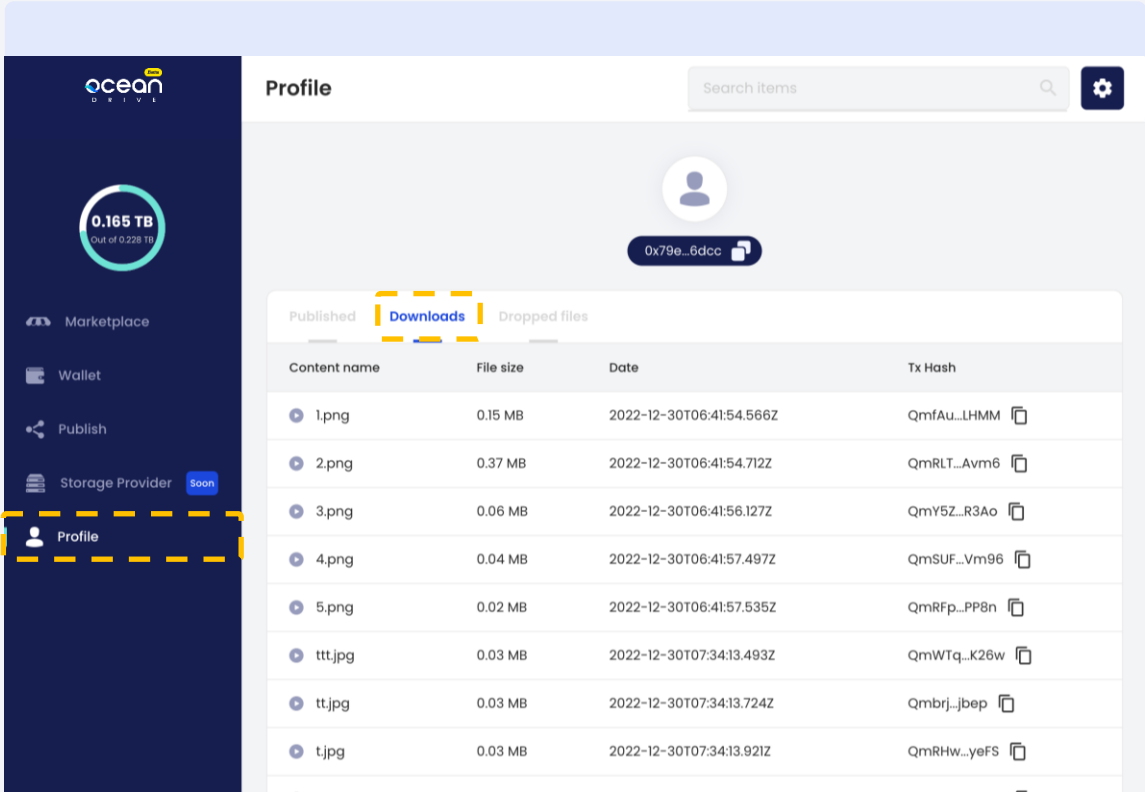 ocean Beta
DRIVE
Profile
Search items
0.165 TB
Out of 0.228 TB
0x79e...6dcc
Marketplace
Wallet
Publish
Storage Provider Soon
Profile
Published Downloads Dropped files
Content name File size Date Tx Hash
1.png 0.15 MB 2022-12-30T06:41:54.566Z QmfAu...LHMM
2.png 0.37 MB 2022-12-30T06:41:54.712Z QmRLT...Avm6
3.png 0.06 MB 2022-12-30T06:41:56.127Z QmY5Z...R3Ao
4.png 0.04 MB 2022-12-30T06:41:57.497Z QmSUF...Vm96
5.png 0.02 MB 2022-12-30T06:41:57.535Z QmRFp...PP8n
ttt.jpg 0.03 MB 2022-12-30T07:34:13.493Z QmWTq...K26w
tt.jpg 0.03 MB 2022-12-30T07:34:13.724Z Qmbrj...jbep
t.jpg 0.03 MB 2022-12-30T07:34:13.921Z QmRHw...yeFS